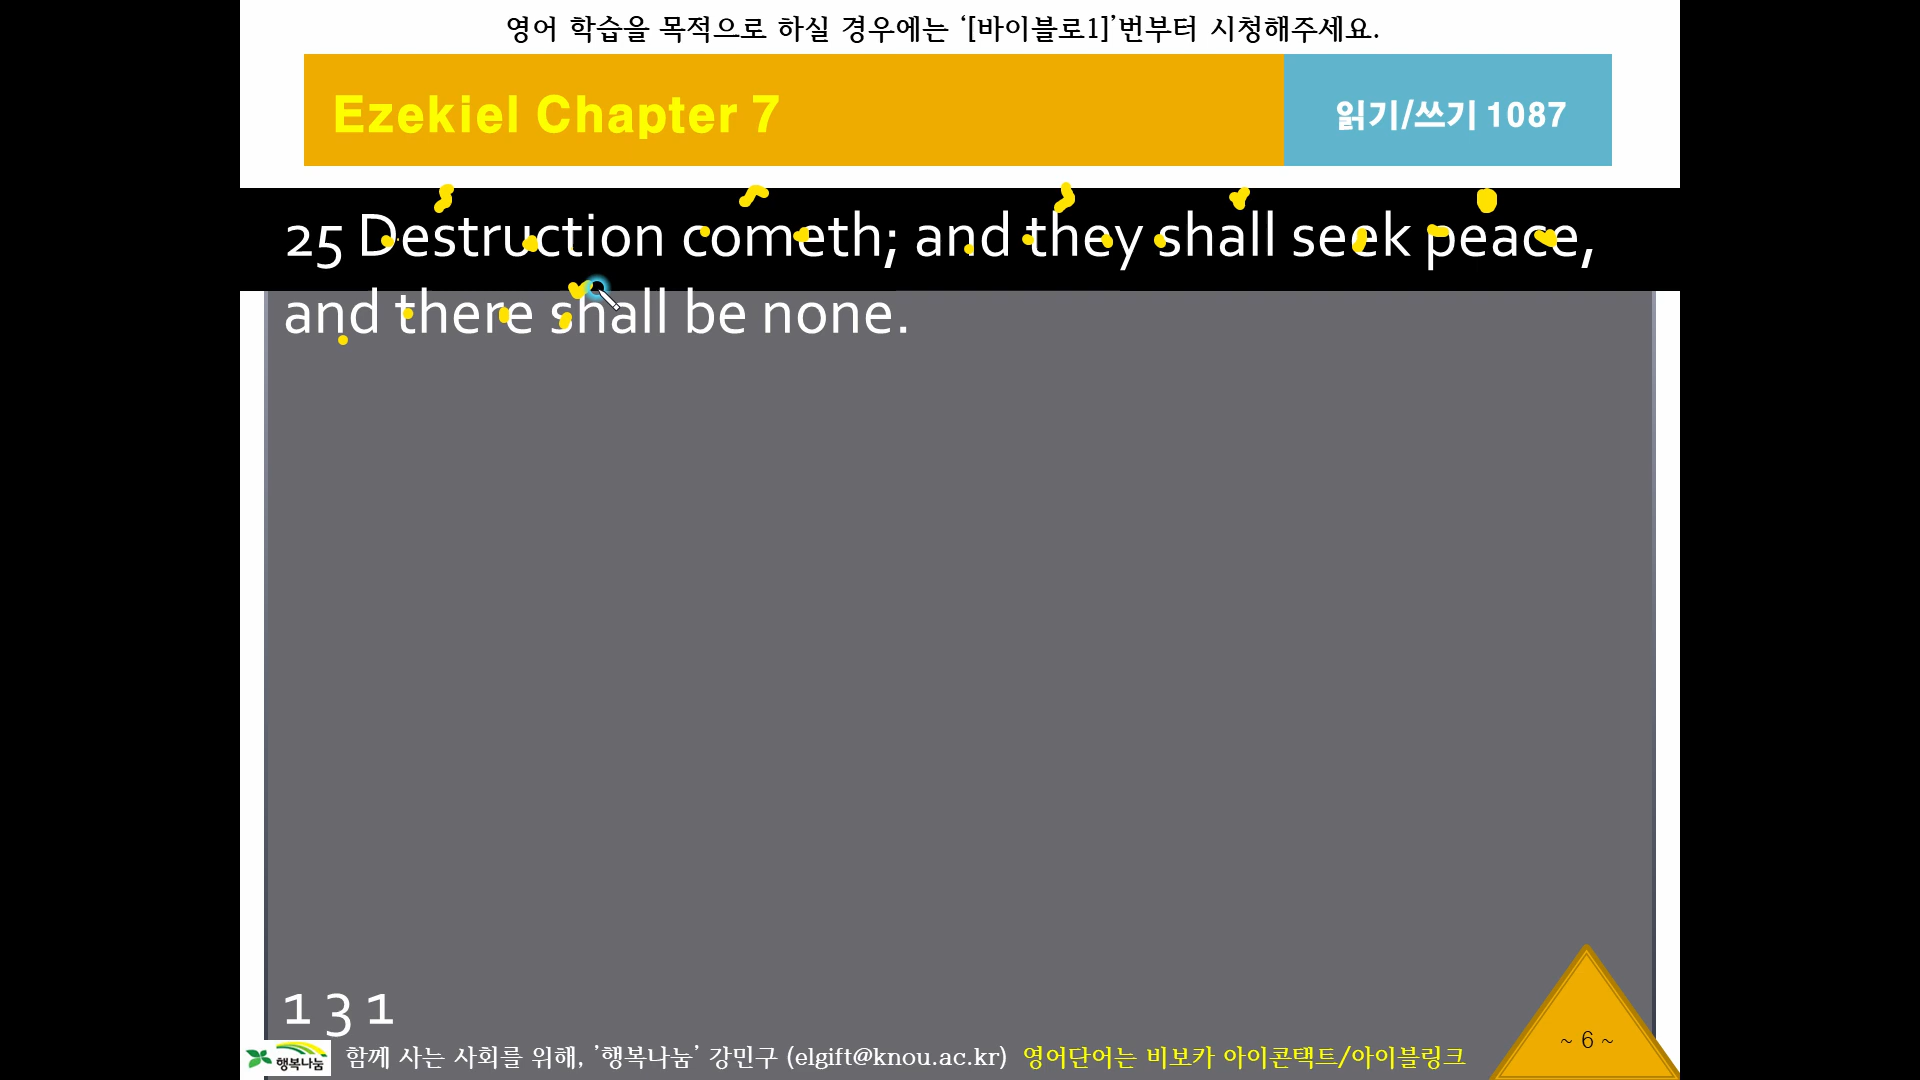 영어 학습을 목적으로 하실 경우에는 ‘[바이블로1]’번부터 시청해주세요.
Ezekiel Chapter 7
읽기/쓰기 1087
25 Destruction cometh; and they shall seek peace,
and there shall be none.
1 3 1
~ 6 ~
행복나눔
함께 사는 사회를 위해, ’행복나눔’ 강민구 (elgift@knou.ac.kr) 영어단어는 비보카 아이콘택트/아이블링크